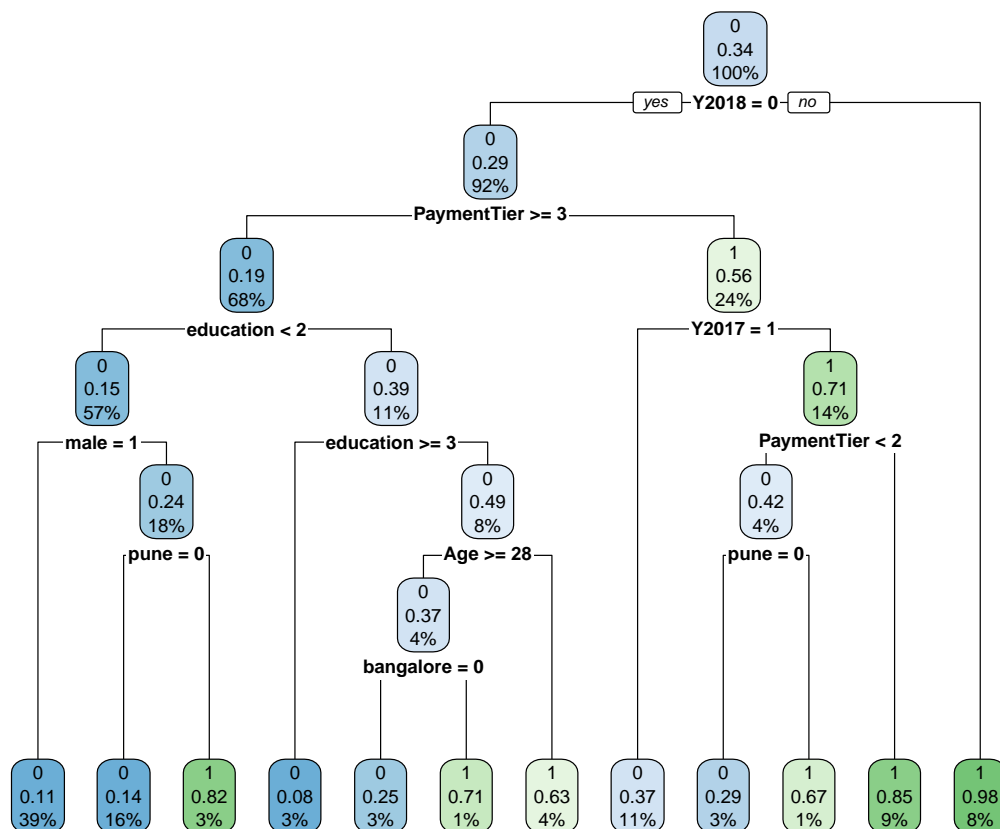 0
0.34
100%
yes Y2018 = 0 no
0
0.29
92%
PaymentTier >= 3
0 1
0.19 0.56
68% 24%
education < 2 Y2017 = 1
0 0 1
0.15 0.39 0.71
57% 11% 14%
male = 1 education >= 3 PaymentTier < 2
0 0 0
0.24 0.49 0.42
18% 8% 4%
pune = 0 Age >= 28 pune = 0
0
0.37
4%
bangalore = 0
0 0 1 0 0 1 1 0 0 1 1 1
0.11 0.14 0.82 0.08 0.25 0.71 0.63 0.37 0.29 0.67 0.85 0.98
39% 16% 3% 3% 3% 1% 4% 11% 3% 1% 9% 8%